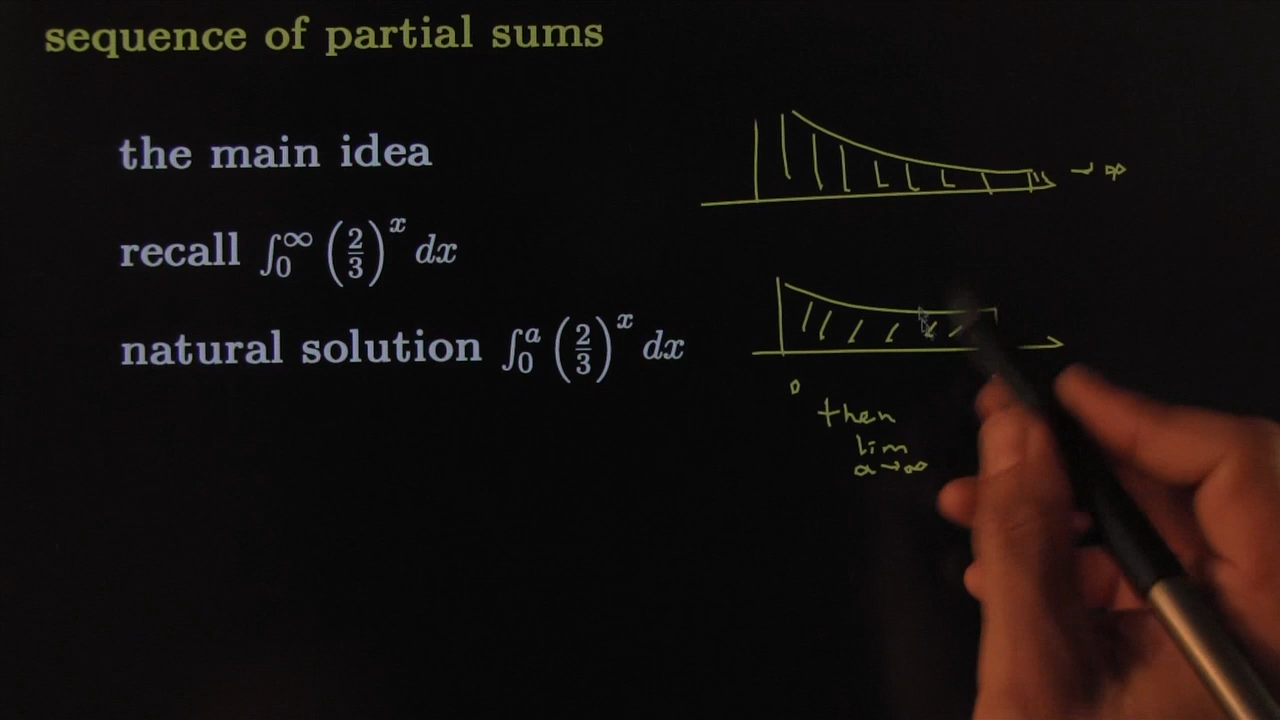 sequence of partial sums
the main idea
recall ∫₀^∞ (2/3)^x dx
natural solution ∫₀^a (2/3)^x dx
→ ∞
0
then
lim
a→∞